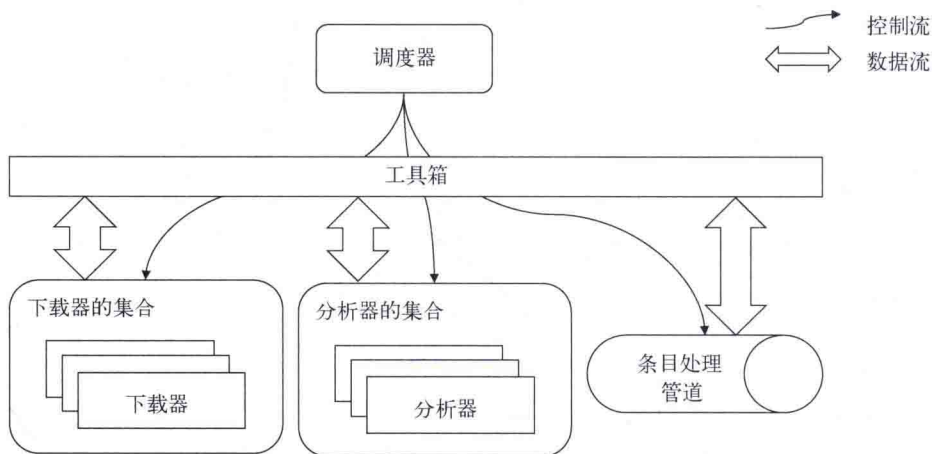 控制流
调度器
数据流
工具箱
下载器的集合
分析器的集合
下载器
分析器
条目处理
管道